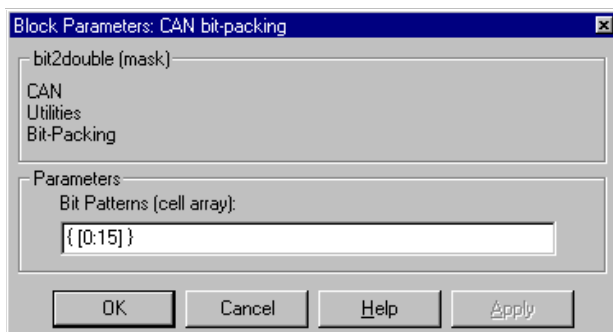 Block Parameters: CAN bit-packing
bit2double (mask)
CAN
Utilities
Bit-Packing
Parameters
Bit Patterns (cell array):
{ [0:15] }
OK Cancel Help Apply